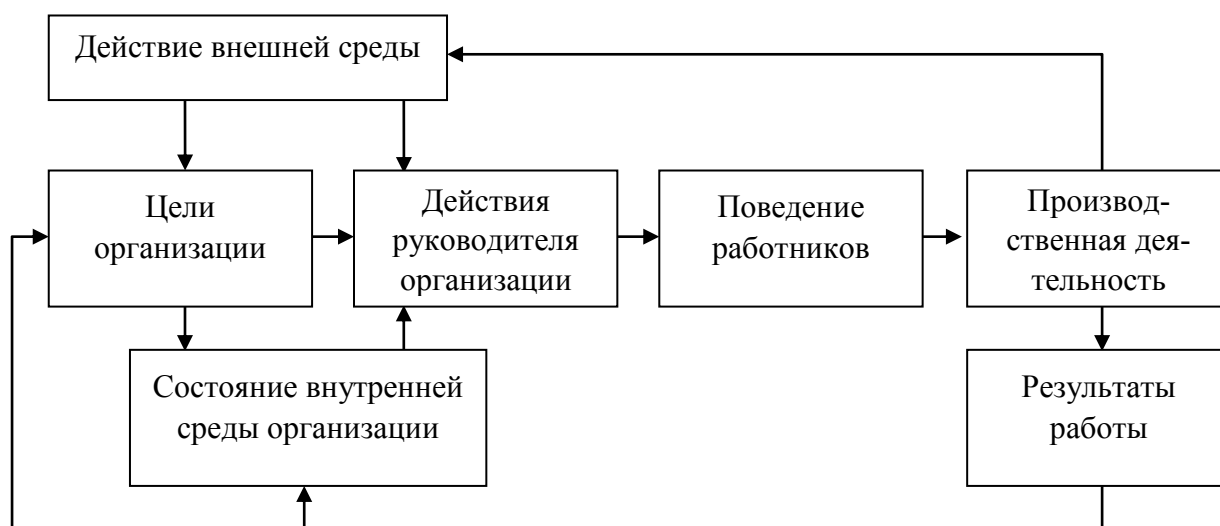 Действие внешней среды
Цели
организации
Действия
руководителя
организации
Поведение
работников
Производ-
ственная дея-
тельность
Состояние внутренней
среды организации
Результаты
работы